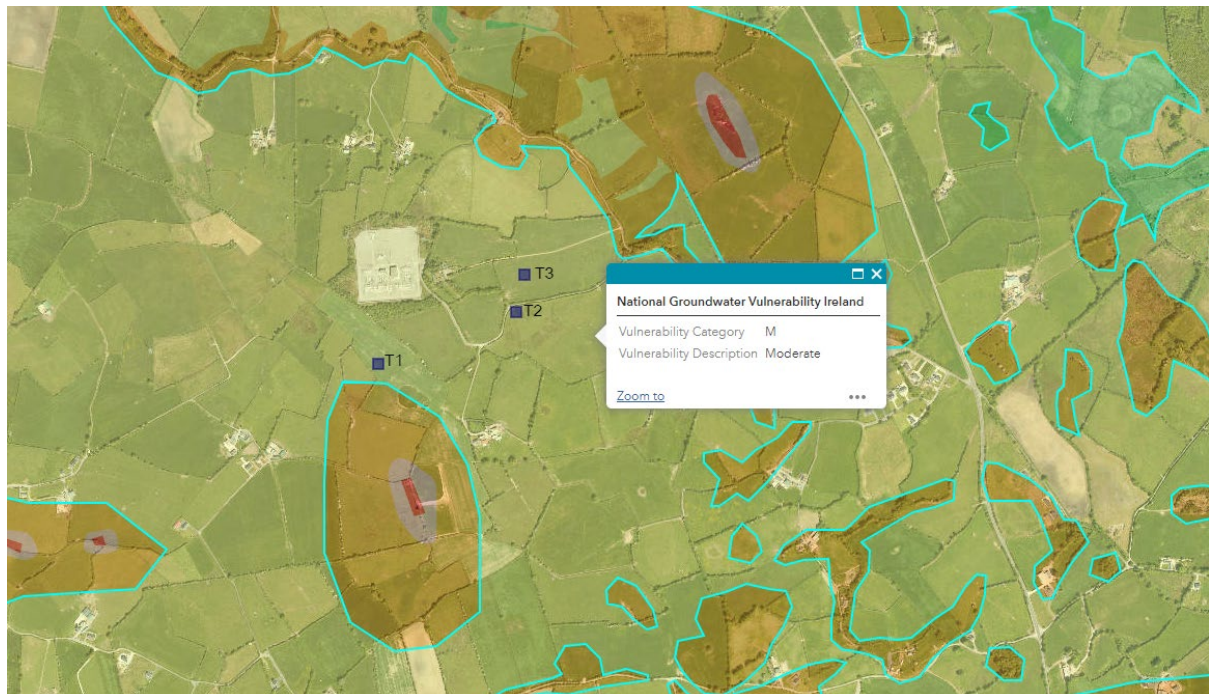 T3
T2
T1
National Groundwater Vulnerability Ireland
Vulnerability Category M
Vulnerability Description Moderate
Zoom to